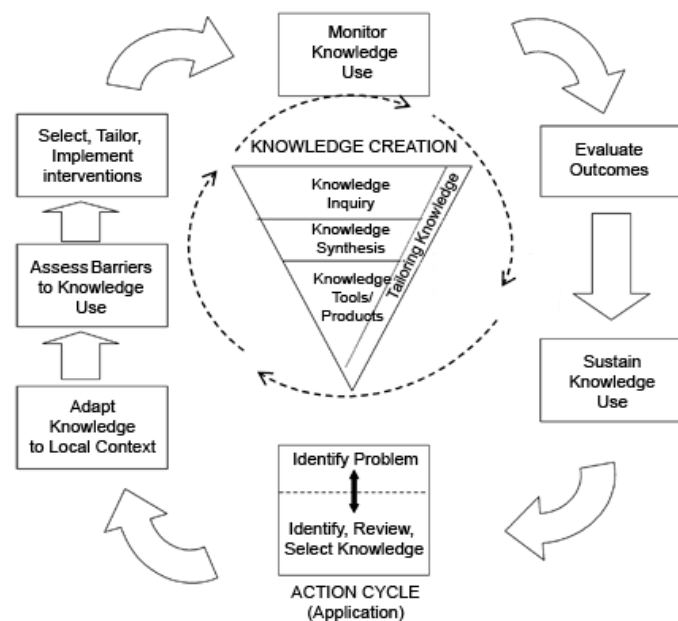 Monitor
Knowledge
Use
Select, Tailor,
Implement
interventions
KNOWLEDGE CREATION
Evaluate
Outcomes
Knowledge
Inquiry
Knowledge
Synthesis
Knowledge
Tools/
Products
Tailoring Knowledge
Assess Barriers
to Knowledge
Use
Sustain
Knowledge
Use
Adapt
Knowledge
to Local Context
Identify Problem
Identify, Review,
Select Knowledge
ACTION CYCLE
(Application)